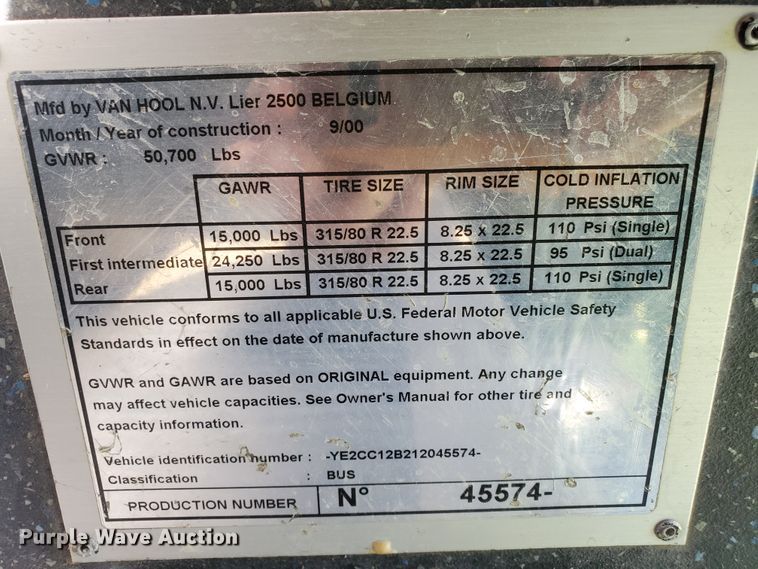 Mfd by VAN HOOL N.V. Lier 2500 BELGIUM
Month / Year of construction : 9/00
GVWR : 50,700 Lbs
GAWR TIRE SIZE RIM SIZE COLD INFLATION PRESSURE
Front 15,000 Lbs 315/80 R 22.5 8.25 x 22.5 110 Psi (Single)
First intermediate 24,250 Lbs 315/80 R 22.5 8.25 x 22.5 95 Psi (Dual)
Rear 15,000 Lbs 315/80 R 22.5 8.25 x 22.5 110 Psi (Single)
This vehicle conforms to all applicable U.S. Federal Motor Vehicle Safety
Standards in effect on the date of manufacture shown above.
GVWR and GAWR are based on ORIGINAL equipment. Any change
may affect vehicle capacities. See Owner's Manual for other tire and
capacity information.
Vehicle identification number : -YE2CC12B212045574-
Classification : BUS
PRODUCTION NUMBER N° 45574-
Purple Wave Auction